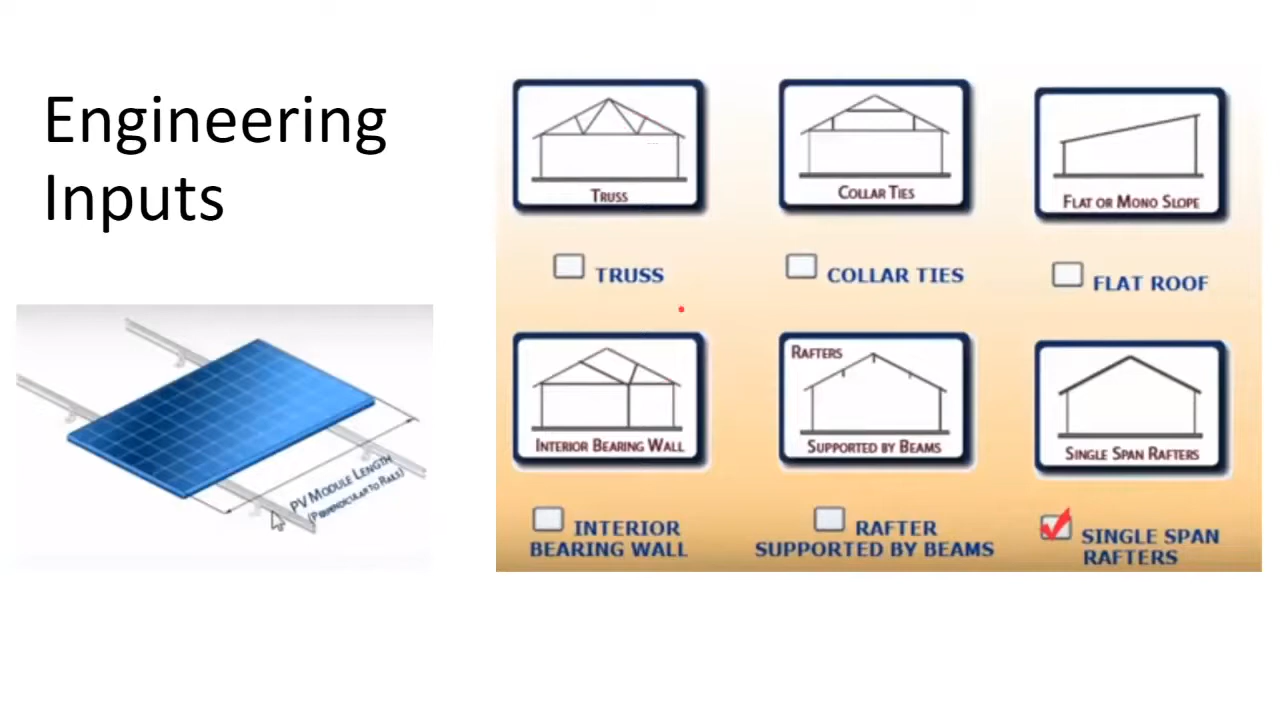 Engineering
Inputs
TRUSS
COLLAR TIES
FLAT OR MONO SLOPE
TRUSS
COLLAR TIES
FLAT ROOF
INTERIOR BEARING WALL
RAFTERS
SUPPORTED BY BEAMS
SINGLE SPAN RAFTERS
INTERIOR
BEARING WALL
RAFTER
SUPPORTED BY BEAMS
SINGLE SPAN
RAFTERS
PV MODULE LENGTH
(PERPENDICULAR TO RAILS)